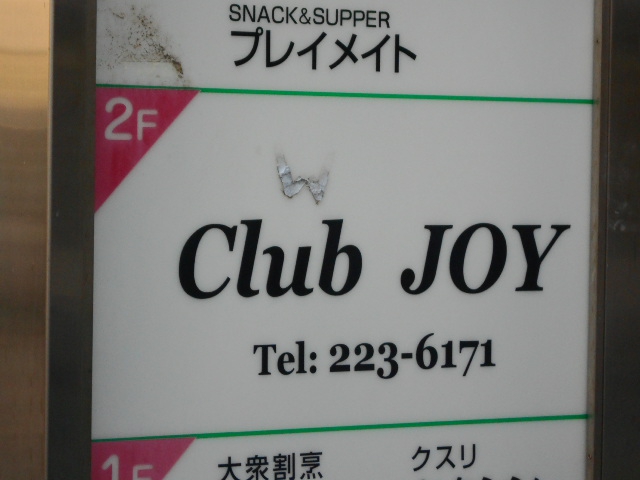 SNACK&SUPPER
プレイメイト
2F
Club JOY
Tel: 223-6171
1F
大衆割烹
クスリ